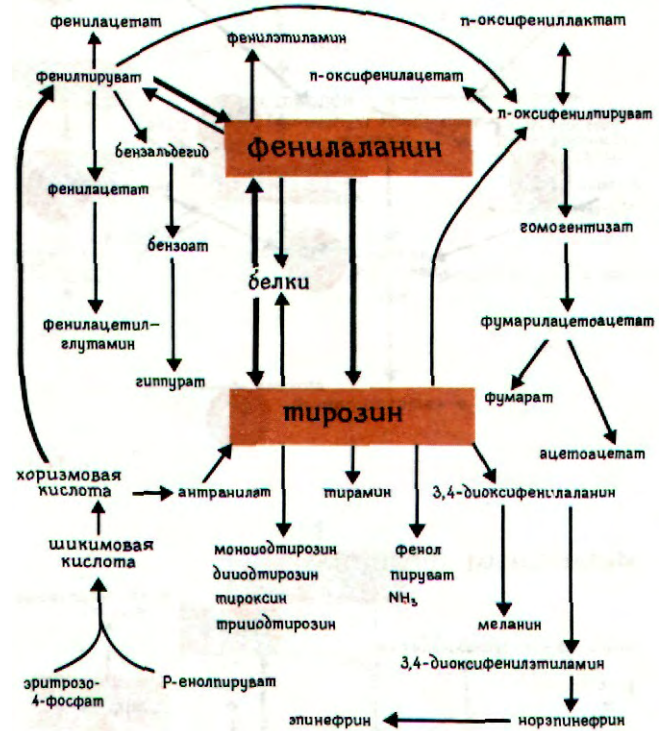 фенилацетат
фенилэтиламин
п-оксифениллактат
фенилпируват
п-оксифенилацетат
п-оксифенилпируват
бензальдегид
фенилаланин
фенилацетат
бензоат
гомогентизат
белки
фенилацетил-
глутамин
фумарилацетоацетат
гиппурат
фумарат
тирозин
ацетоацетат
хоризмовая
кислота
антранилат
тирамин
3,4-диоксифенилаланин
шикимовая
кислота
моноиодтирозин
дииодтирозин
тироксин
трииодтирозин
фенол
пируват
NH3
меланин
3,4-диоксифенилэтиламин
эритрозо-
4-фосфат
Р-енолпируват
эпинефрин
норэпинефрин